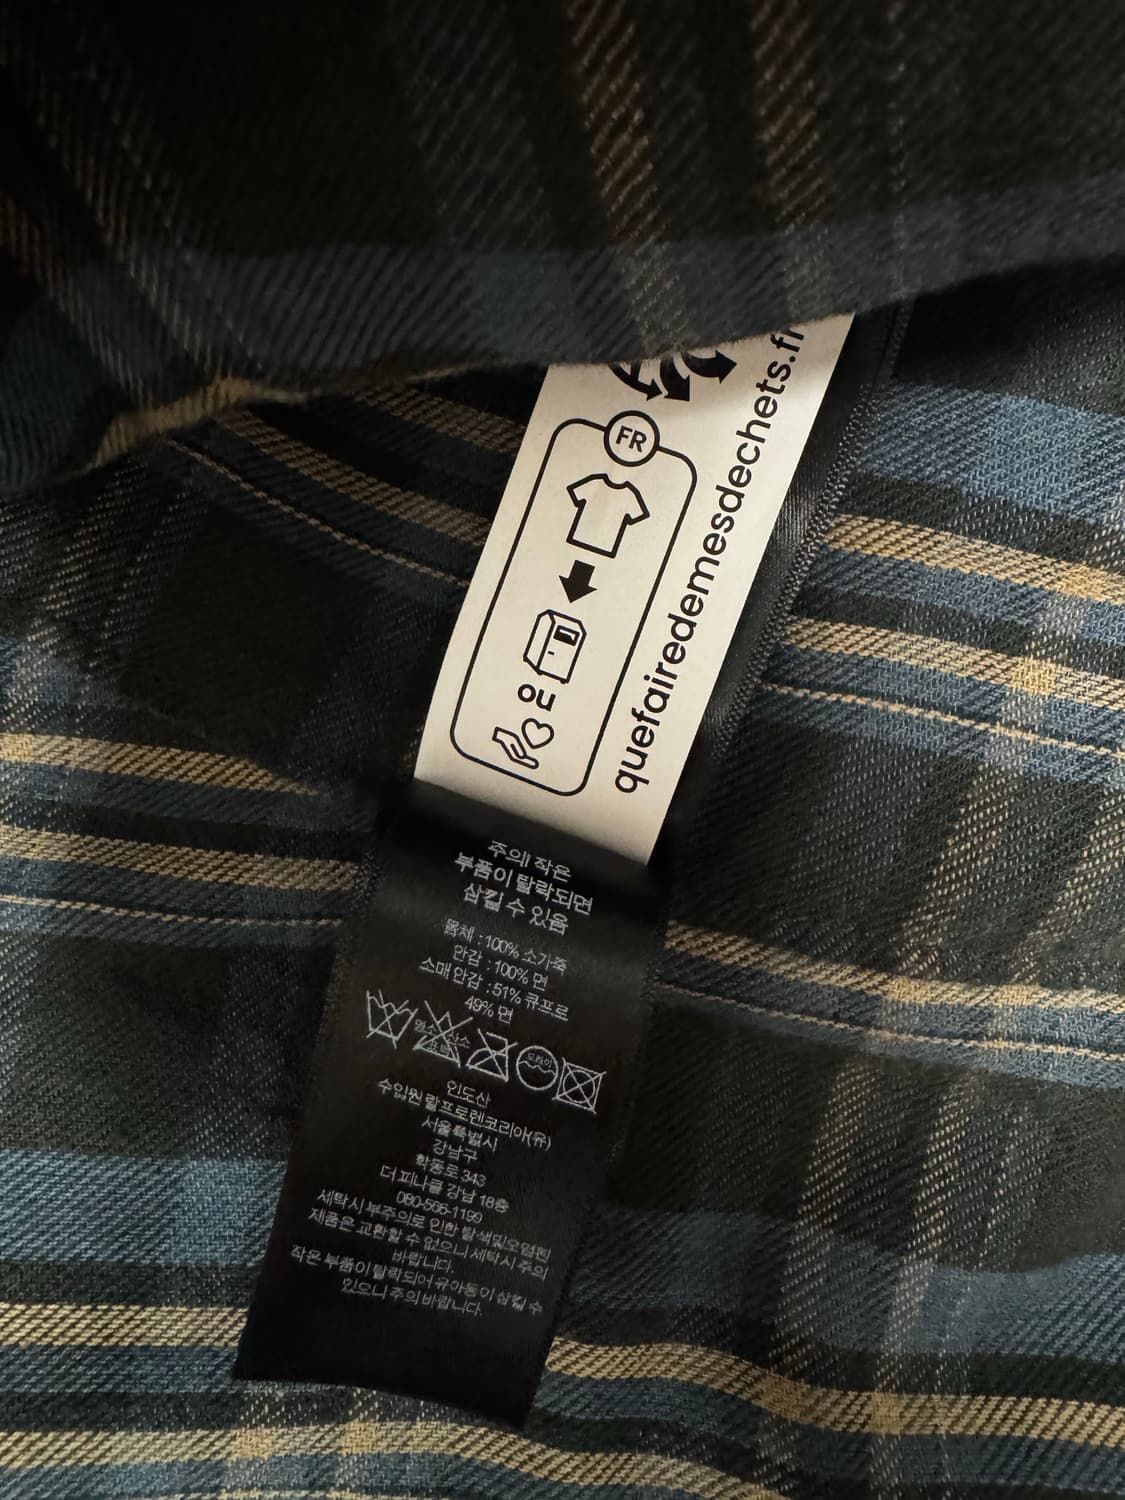 FR
ou
quefairedemesdechets.fr
주의! 작은
부품이 탈락되면
삼킬 수 있음
몸체 : 100% 소가죽
안감 : 100% 면
소매 안감 : 51% 큐프로
49% 면
염소 산소
드라이
인도산
수입원 랄프로렌코리아(유)
서울특별시
강남구
학동로 343
더 피나클 강남 18층
080-566-1199
세탁시 부주의로 인한 탈색및오염된
제품은 교환할 수 없으니 세탁시 주의
바랍니다.
작은 부품이 탈락되어 유아동이 삼킬 수
있으니 주의 바랍니다.